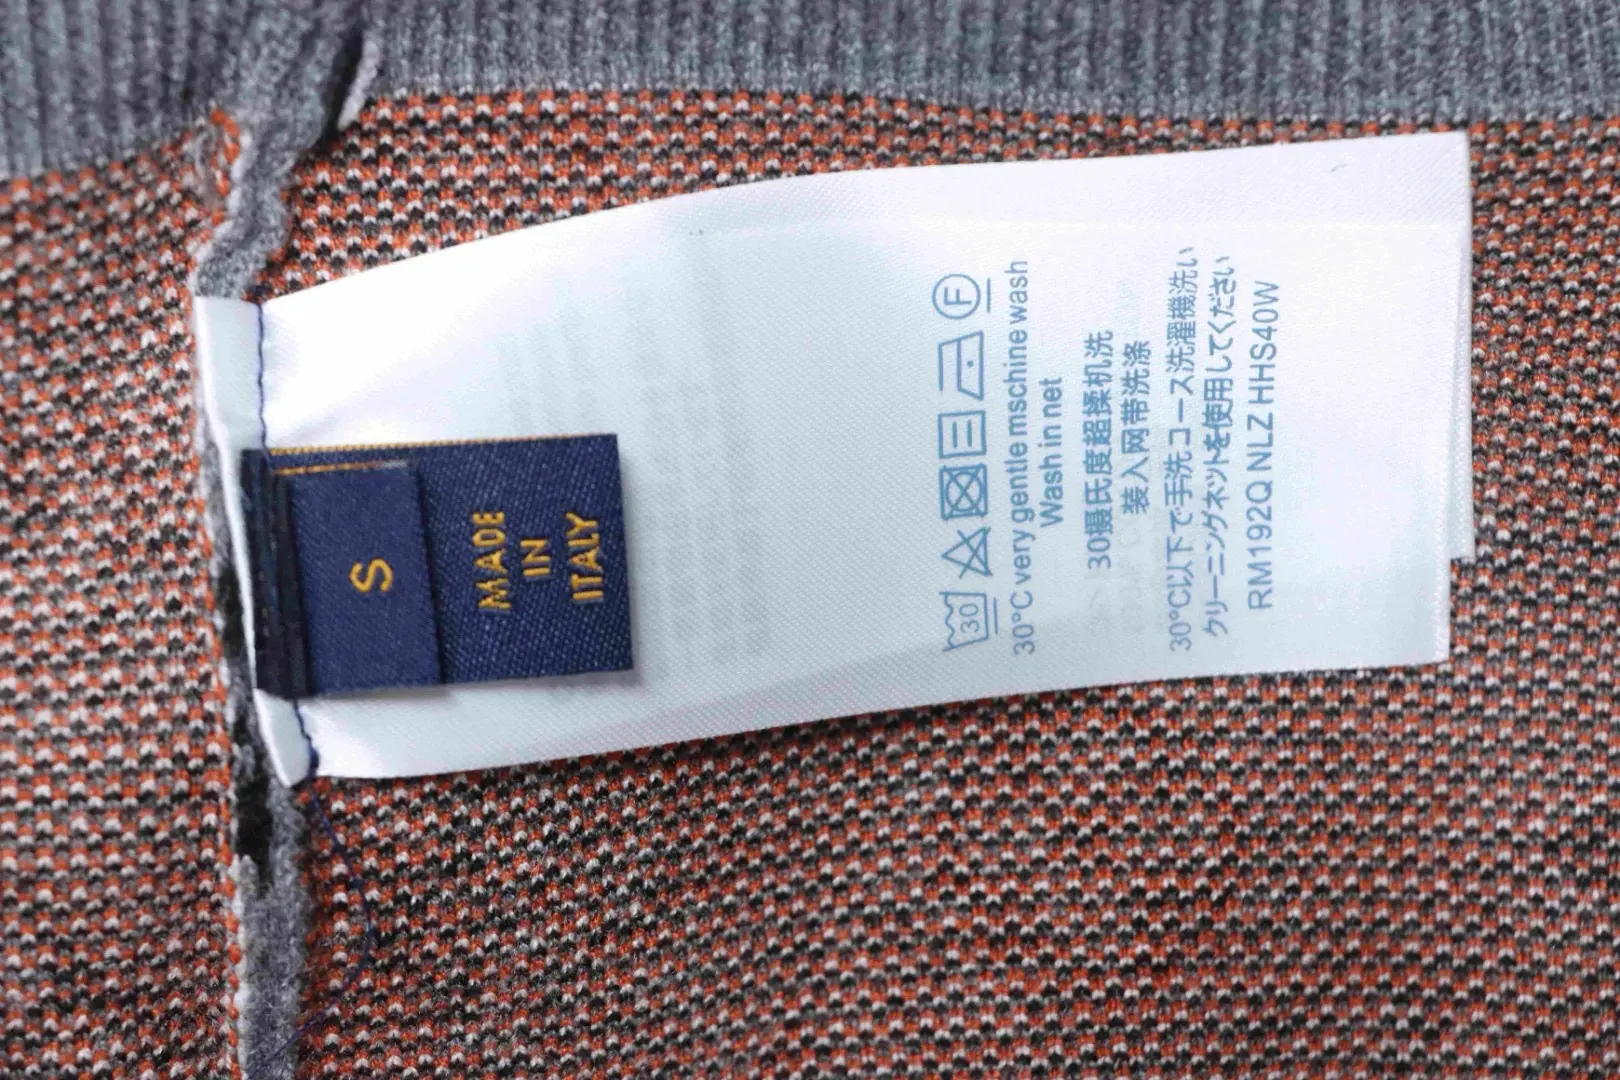 S
MADE
IN
ITALY
30
F
30°C very gentle mschine wash
Wash in net
30摄氏度超揉机洗
装入网带洗涤
30℃以下で手洗コース洗濯機洗い
クリーニングネットを使用してください
RM192Q NLZ HHS40W